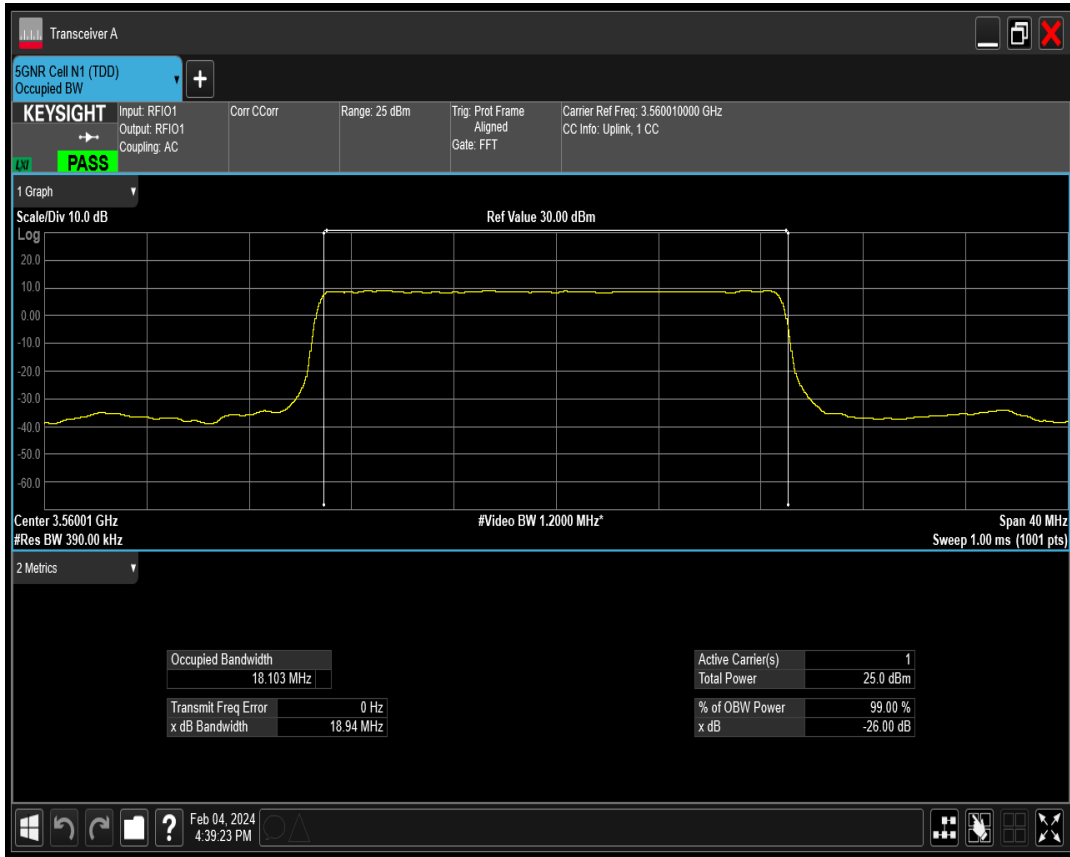 Transceiver A
5GNR Cell N1 (TDD)
Occupied BW
+
KEYSIGHT
LXI
PASS
Input: RFIO1
Output: RFIO1
Coupling: AC
Corr CCorr
Range: 25 dBm
Trig: Prot Frame
Aligned
Gate: FFT
Carrier Ref Freq: 3.560010000 GHz
CC Info: Uplink, 1 CC
1 Graph
Scale/Div 10.0 dB
Ref Value 30.00 dBm
Log
20.0
10.0
0.00
-10.0
-20.0
-30.0
-40.0
-50.0
-60.0
Center 3.56001 GHz
#Video BW 1.2000 MHz*
Span 40 MHz
#Res BW 390.00 kHz
Sweep 1.00 ms (1001 pts)
2 Metrics
Occupied Bandwidth
18.103 MHz
Transmit Freq Error 0 Hz
x dB Bandwidth 18.94 MHz
Active Carrier(s) 1
Total Power 25.0 dBm
% of OBW Power 99.00 %
x dB -26.00 dB
?
Feb 04, 2024
4:39:23 PM